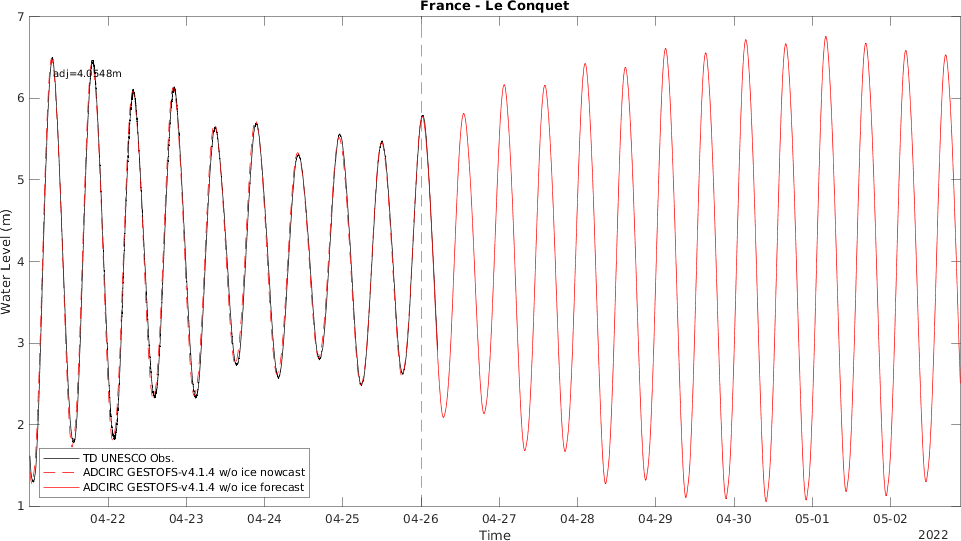 France - Le Conquet
7
adj=4.0548m
6
5
4
3
2
1
Water Level (m)
TD UNESCO Obs.
ADCIRC GESTOFS-v4.1.4 w/o ice nowcast
ADCIRC GESTOFS-v4.1.4 w/o ice forecast
04-22 04-23 04-24 04-25 04-26 04-27 04-28 04-29 04-30 05-01 05-02
Time
2022